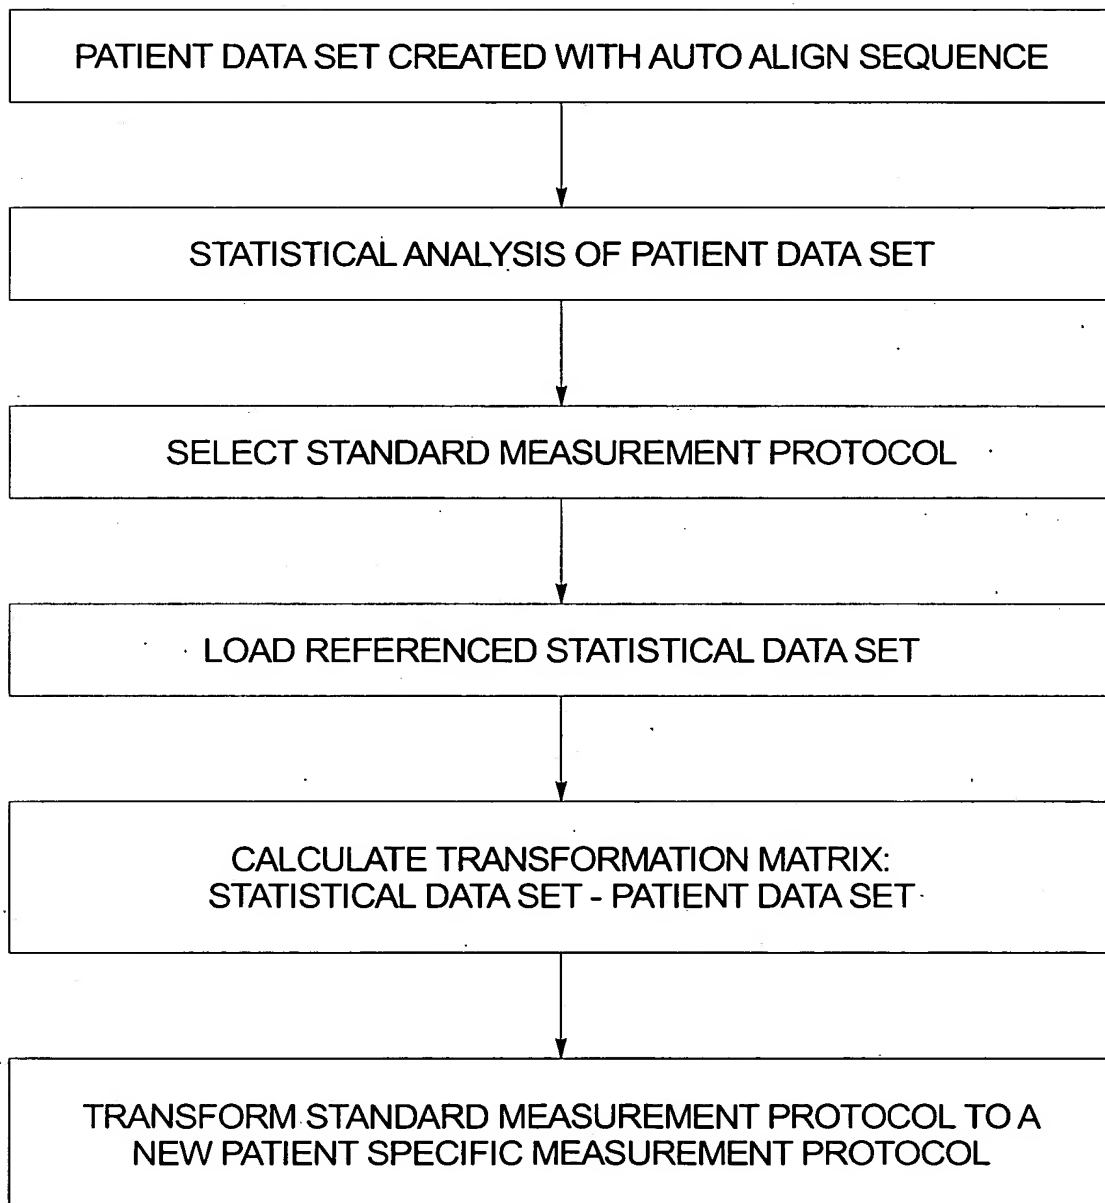 PATIENT DATA SET CREATED WITH AUTO ALIGN SEQUENCE
STATISTICAL ANALYSIS OF PATIENT DATA SET
SELECT STANDARD MEASUREMENT PROTOCOL
LOAD REFERENCED STATISTICAL DATA SET
CALCULATE TRANSFORMATION MATRIX:
STATISTICAL DATA SET - PATIENT DATA SET
TRANSFORM STANDARD MEASUREMENT PROTOCOL TO A
NEW PATIENT SPECIFIC MEASUREMENT PROTOCOL